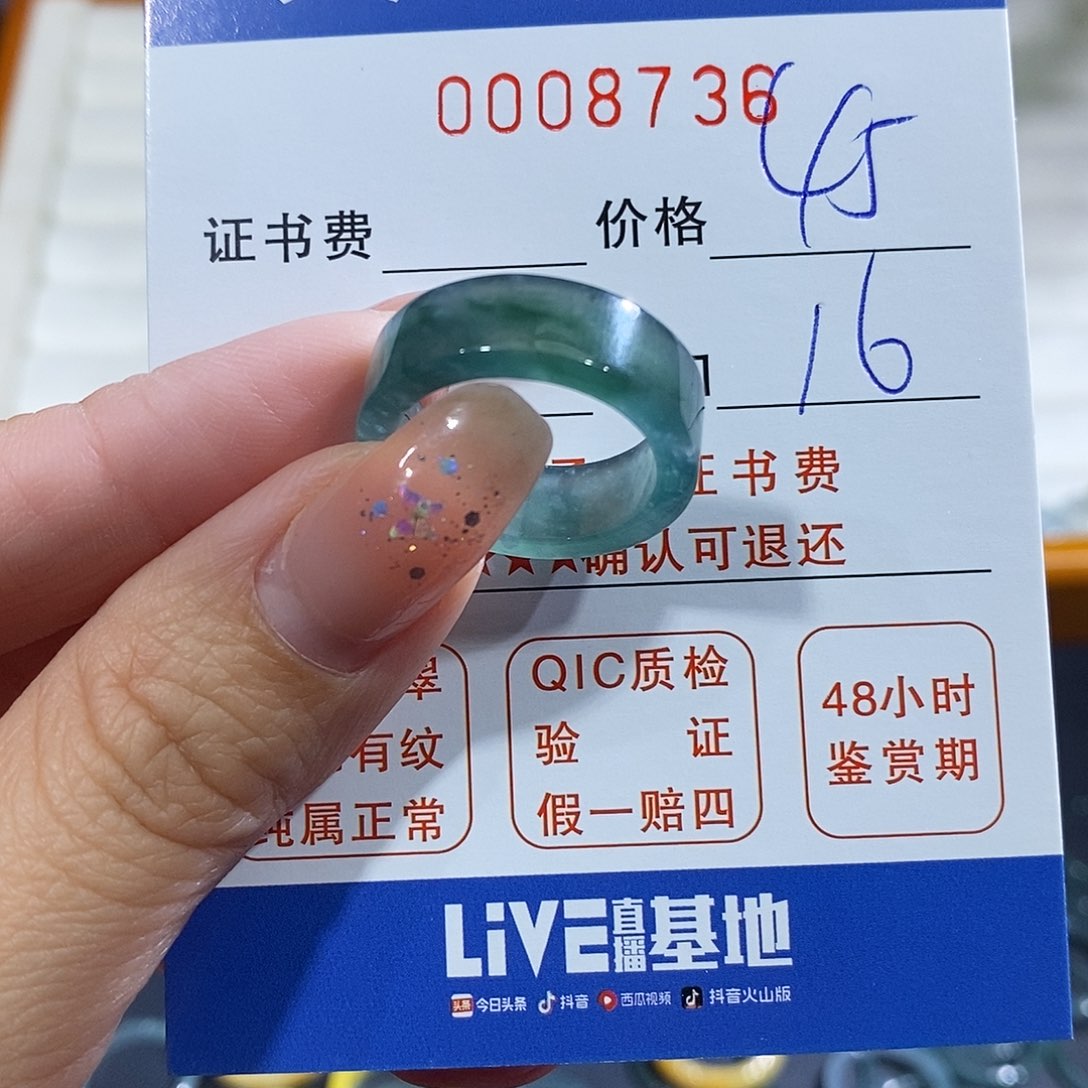 0008736
证书费 价格 45
16
证书费
确认可退还
有纹
纯属正常
QIC质检
验 证
假一赔四
48小时
鉴赏期
LiVE直播基地
头条 今日头条 抖音 西瓜视频 抖音火山版